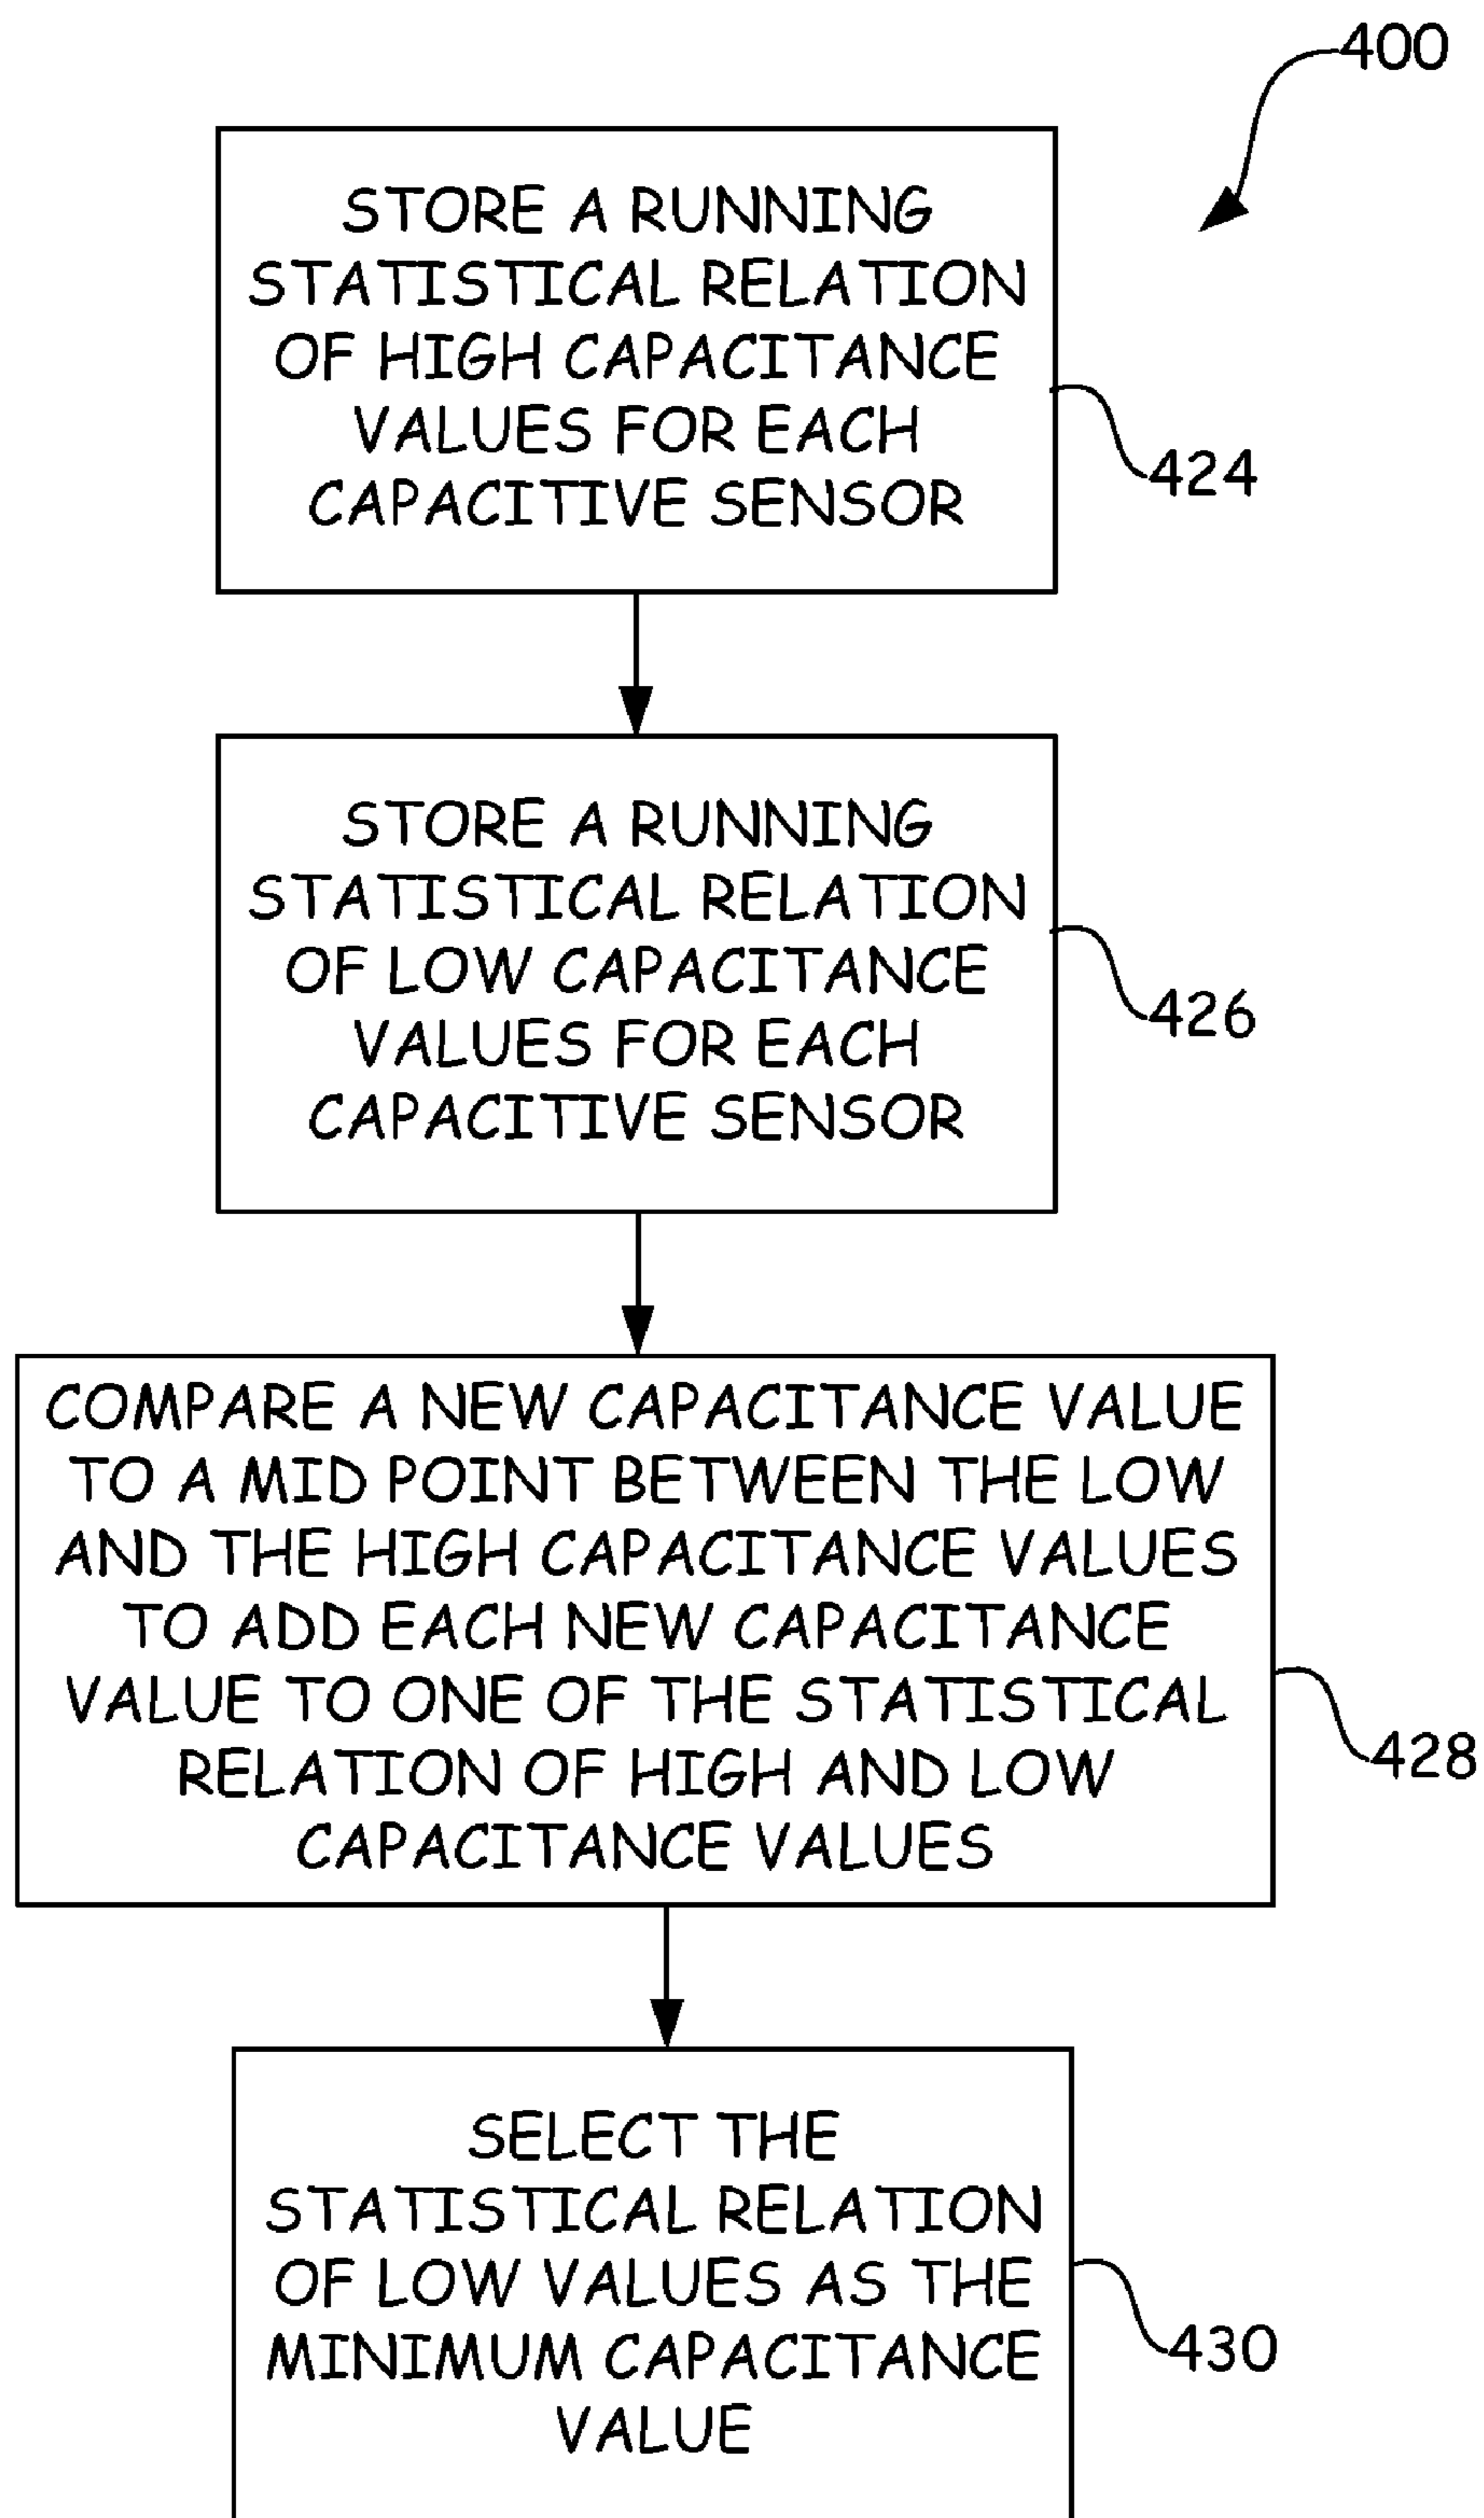 400
STORE A RUNNING
STATISTICAL RELATION
OF HIGH CAPACITANCE
VALUES FOR EACH
CAPACITIVE SENSOR
424
STORE A RUNNING
STATISTICAL RELATION
OF LOW CAPACITANCE
VALUES FOR EACH
CAPACITIVE SENSOR
426
COMPARE A NEW CAPACITANCE VALUE
TO A MID POINT BETWEEN THE LOW
AND THE HIGH CAPACITANCE VALUES
TO ADD EACH NEW CAPACITANCE
VALUE TO ONE OF THE STATISTICAL
RELATION OF HIGH AND LOW
CAPACITANCE VALUES
428
SELECT THE
STATISTICAL RELATION
OF LOW VALUES AS THE
MINIMUM CAPACITANCE
VALUE
430